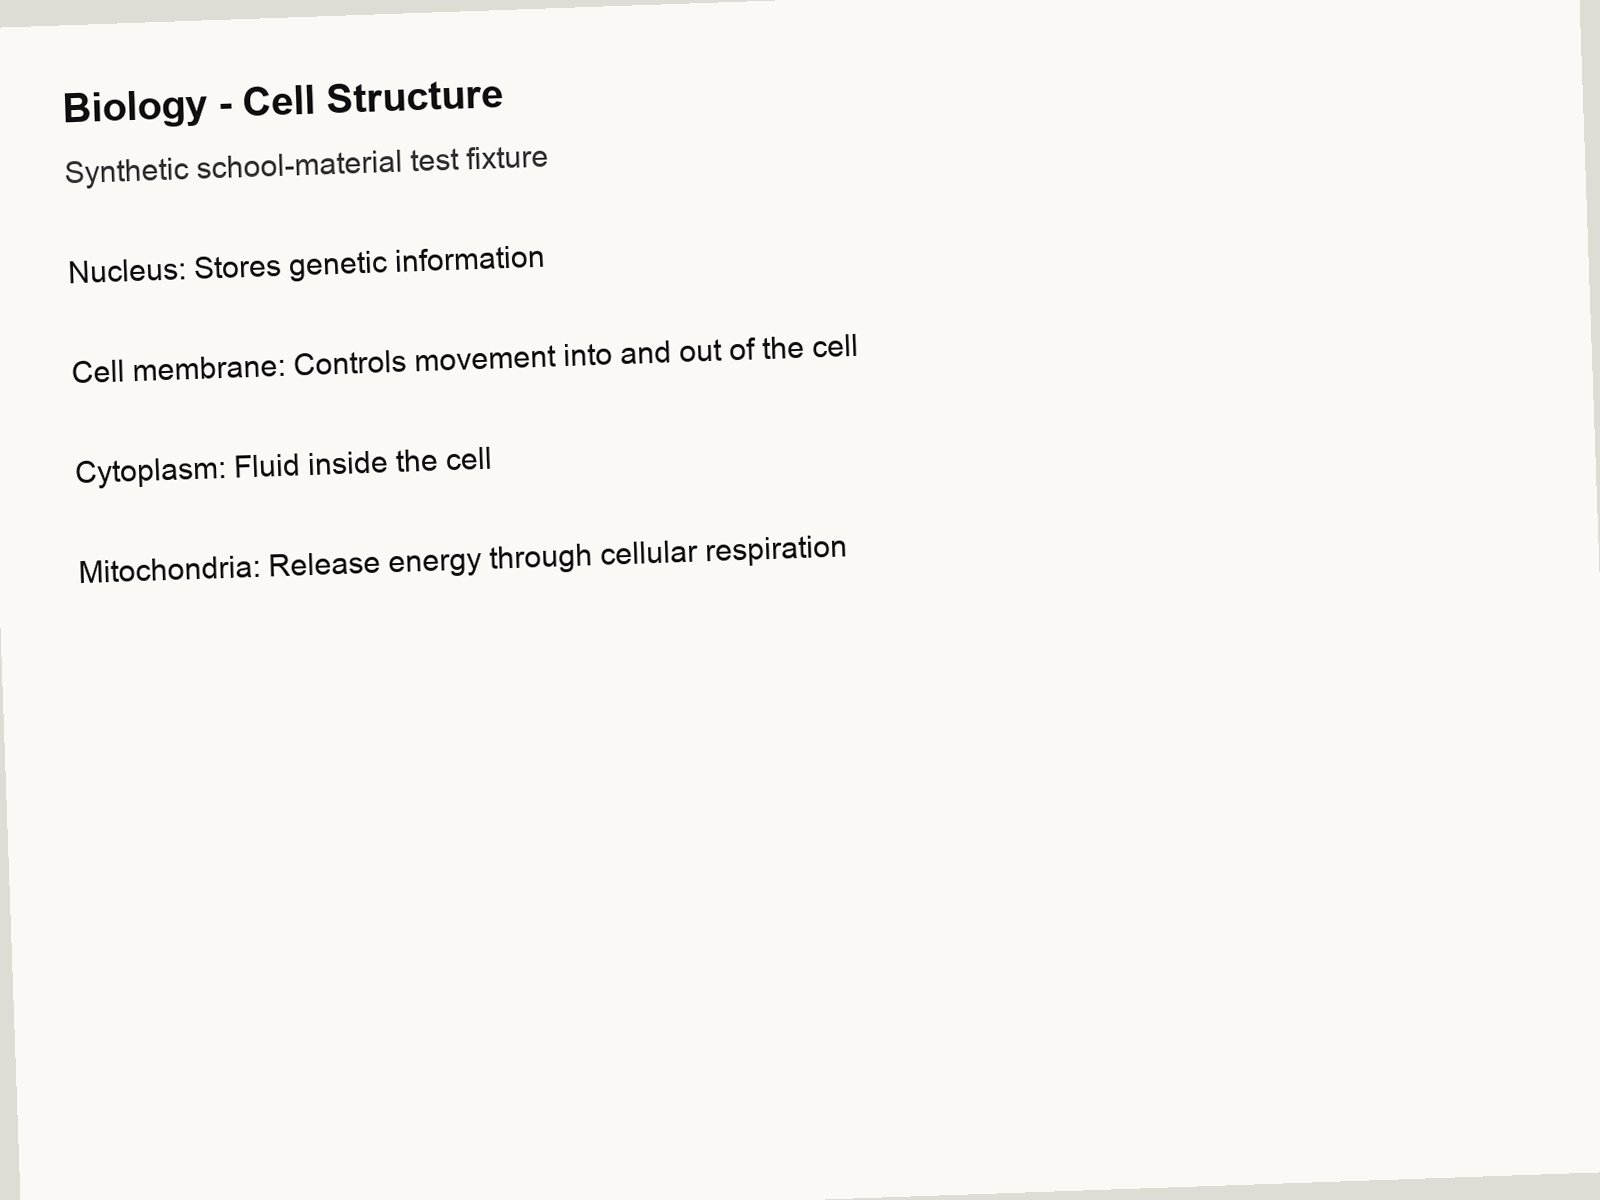 Biology - Cell Structure
Synthetic school-material test fixture
Nucleus: Stores genetic information
Cell membrane: Controls movement into and out of the cell
Cytoplasm: Fluid inside the cell
Mitochondria: Release energy through cellular respiration